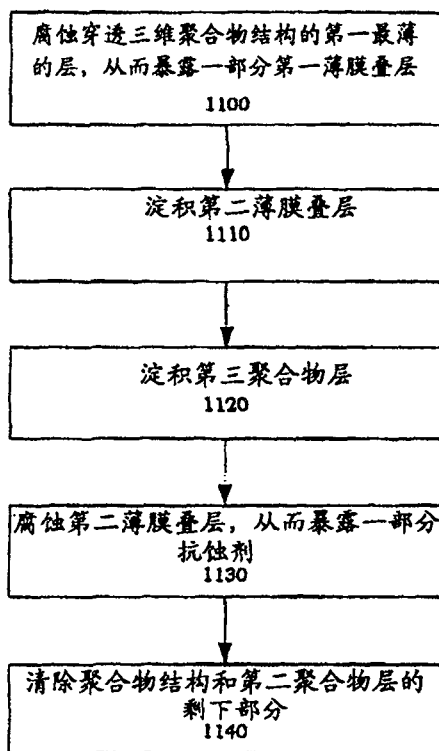 腐蚀穿透三维聚合物结构的第一最薄
的层，从而暴露一部分第一薄膜叠层
1100
淀积第二薄膜叠层
1110
淀积第三聚合物层
1120
腐蚀第二薄膜叠层，从而暴露一部分
抗蚀剂
1130
清除聚合物结构和第二聚合物层的
剩下部分
1140